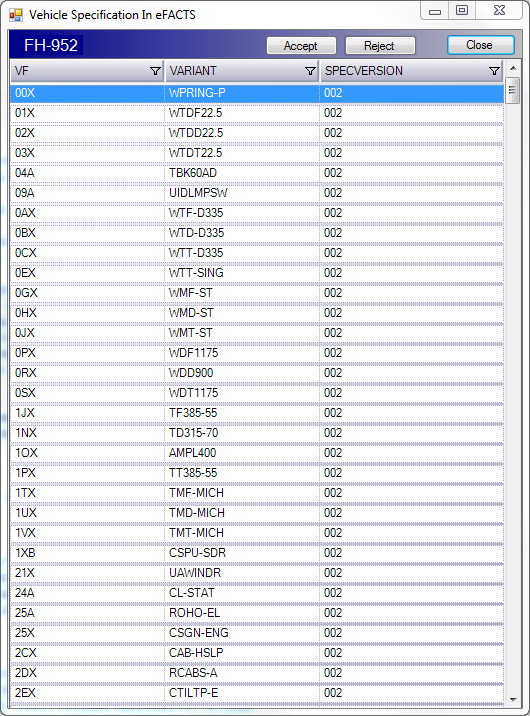 Vehicle Specification In eFACTS
FH-952 Accept Reject Close
VF VARIANT SPECVERSION
00X WPRING-P 002
01X WTDF22.5 002
02X WTDD22.5 002
03X WTDT22.5 002
04A TBK60AD 002
09A UIDLMPSW 002
0AX WTF-D335 002
0BX WTD-D335 002
0CX WTT-D335 002
0EX WTT-SING 002
0GX WMF-ST 002
0HX WMD-ST 002
0JX WMT-ST 002
0PX WDF1175 002
0RX WDD900 002
0SX WDT1175 002
1JX TF385-55 002
1NX TD315-70 002
1OX AMPL400 002
1PX TT385-55 002
1TX TMF-MICH 002
1UX TMD-MICH 002
1VX TMT-MICH 002
1XB CSPU-SDR 002
21X UAWINDR 002
24A CL-STAT 002
25A ROHO-EL 002
25X CSGN-ENG 002
2CX CAB-HSLP 002
2DX RCABS-A 002
2EX CTILTP-E 002